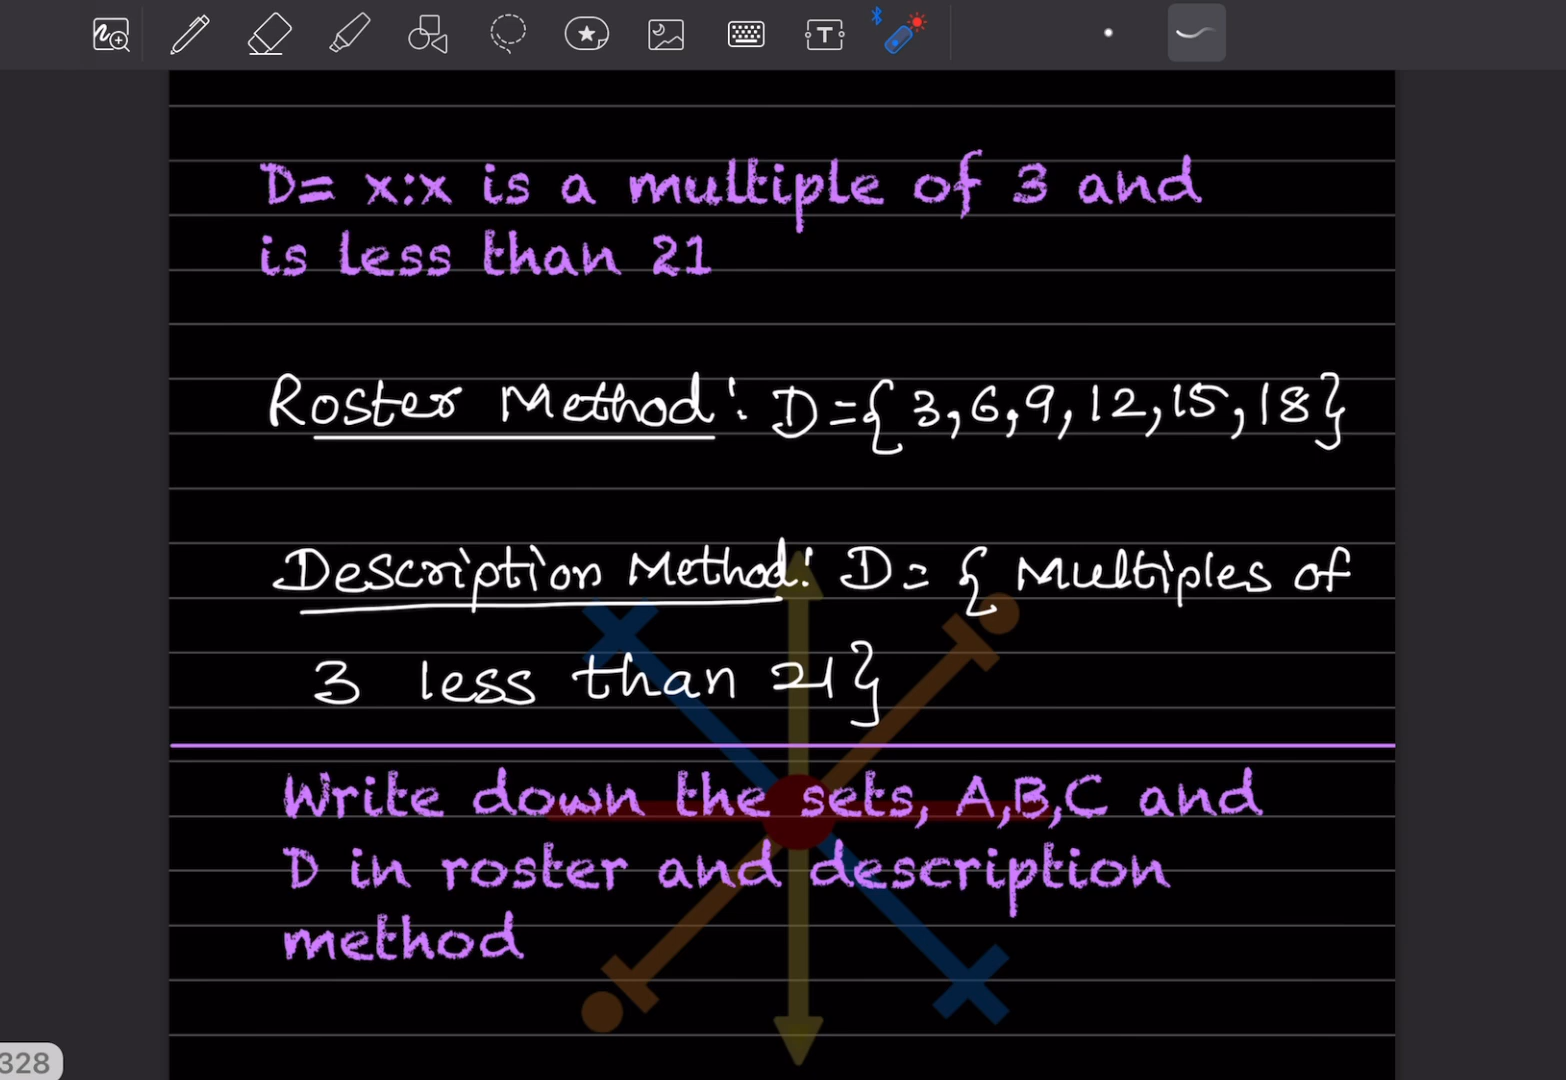 D= x:x is a multiple of 3 and
is less than 21
Roster Method: D={3,6,9,12,15,18}
Description Method: D= { Multiples of
3 less than 21}
Write down the sets, A,B,C and
D in roster and description
method
328